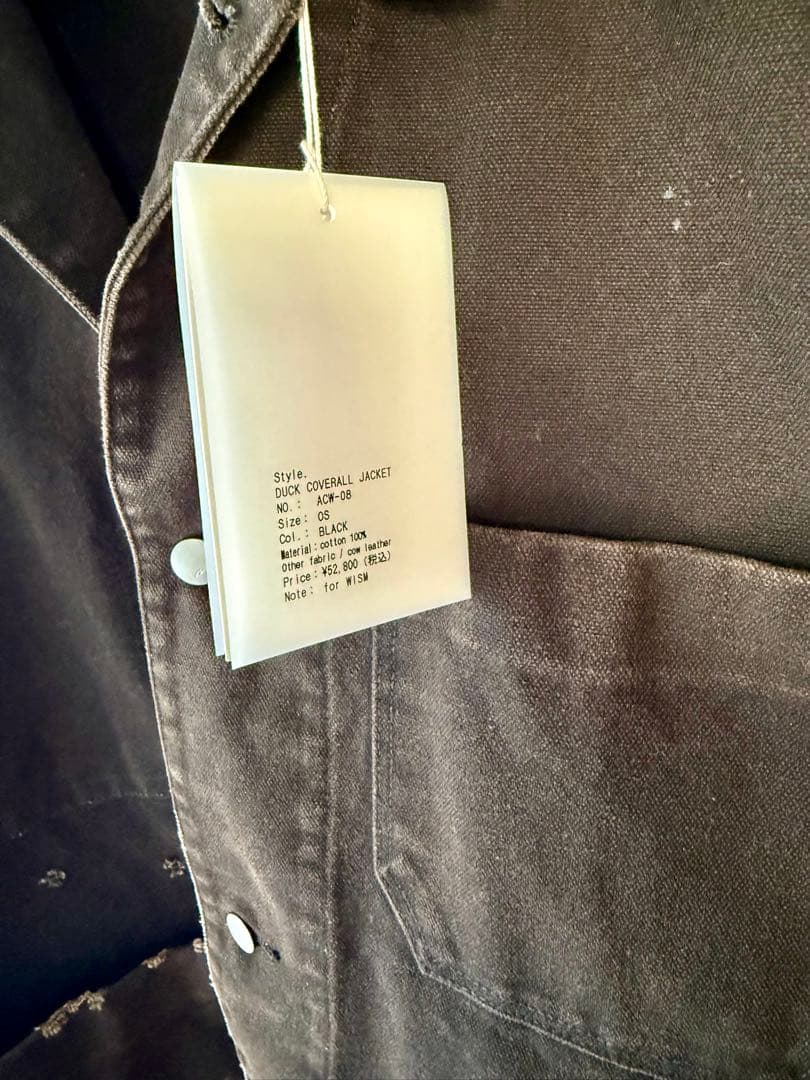 Style.
DUCK COVERALL JACKET
NO.: ACW-08
Size: OS
Col.: BLACK
Material:cotton 100%
Other fabric / cow leather
Price:¥52,800 (税込)
Note: for WISM